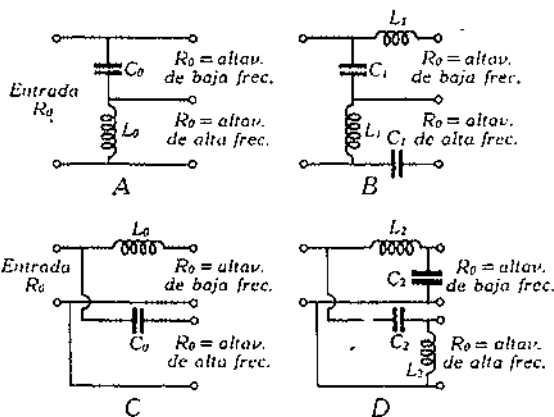 Entrada
R₀
C₀
R₀ = altav.
de baja frec.
L₀
R₀ = altav.
de alta frec.
A
L₁
C₁
R₀ = altav.
de baja frec.
L₁
R₀ = altav.
de alta frec.
C₁
B
L₀
Entrada
R₀
R₀ = altav.
de baja frec.
C₀
R₀ = altav.
de alta frec.
C
L₂
C₂
R₀ = altav.
de baja frec.
C₂
L₂
R₀ = altav.
de alta frec.
D